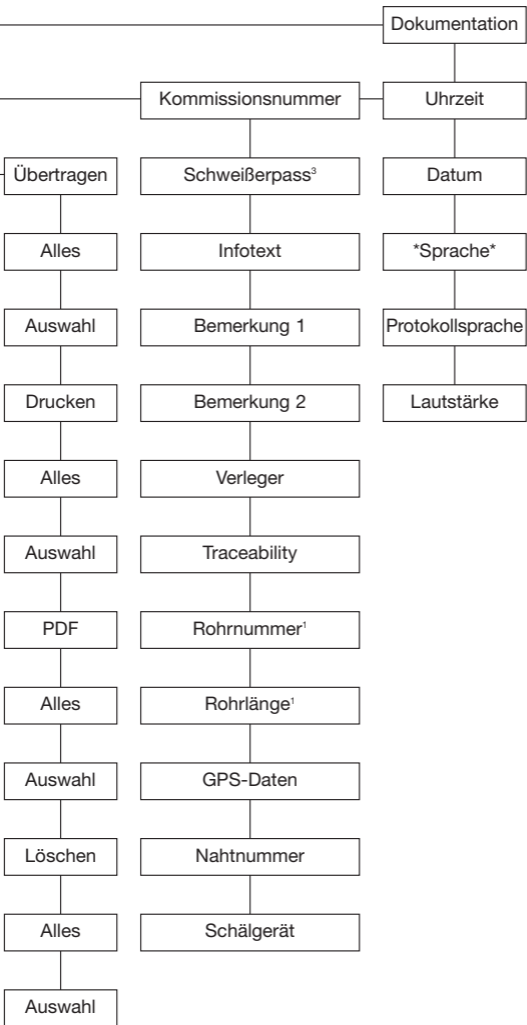 Dokumentation
Kommissionsnummer
Uhrzeit
Übertragen
Schweißerpass³
Datum
Alles
Infotext
*Sprache*
Auswahl
Bemerkung 1
Protokollsprache
Drucken
Bemerkung 2
Lautstärke
Alles
Verleger
Auswahl
Traceability
PDF
Rohrnummer¹
Alles
Rohrlänge¹
Auswahl
GPS-Daten
Löschen
Nahtnummer
Alles
Schälgerät
Auswahl